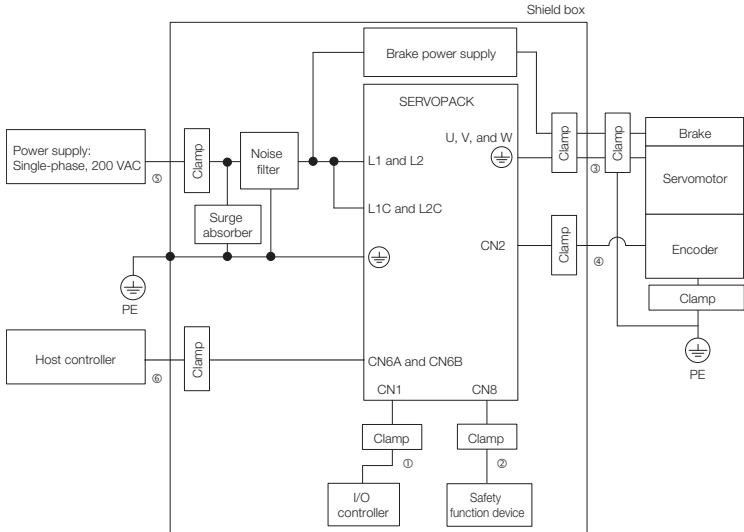 Shield box
Brake power supply
SERVOPACK
Power supply:
Single-phase, 200 VAC
⑤
Clamp
Noise
filter
L1 and L2
U, V, and W
Clamp
③
Clamp
Brake
Servomotor
L1C and L2C
Surge
absorber
CN2
Clamp
④
Encoder
Clamp
PE
PE
Host controller
⑥
Clamp
CN6A and CN6B
CN1
CN8
Clamp
①
Clamp
②
I/O
controller
Safety
function device